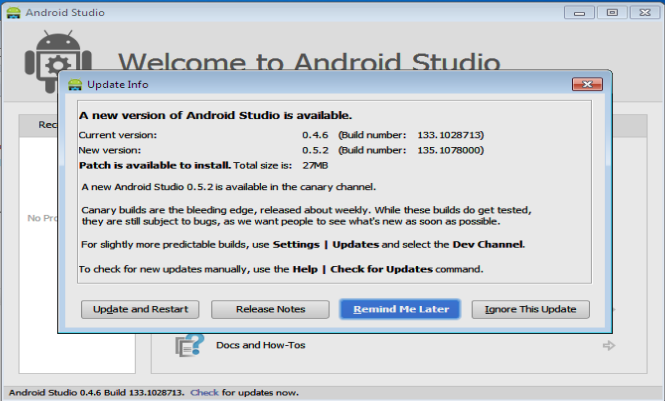 Android Studio
Welcome to Android Studio
Update Info
Rec
No Pro
A new version of Android Studio is available.
Current version: 0.4.6 (Build number: 133.1028713)
New version: 0.5.2 (Build number: 135.1078000)
Patch is available to install. Total size is: 27MB
A new Android Studio 0.5.2 is available in the canary channel.
Canary builds are the bleeding edge, released about weekly. While these builds do get tested,
they are still subject to bugs, as we want people to see what's new as soon as possible.
For slightly more predictable builds, use Settings | Updates and select the Dev Channel.
To check for new updates manually, use the Help | Check for Updates command.
Update and Restart Release Notes Remind Me Later Ignore This Update
Docs and How-Tos
Android Studio 0.4.6 Build 133.1028713. Check for updates now.